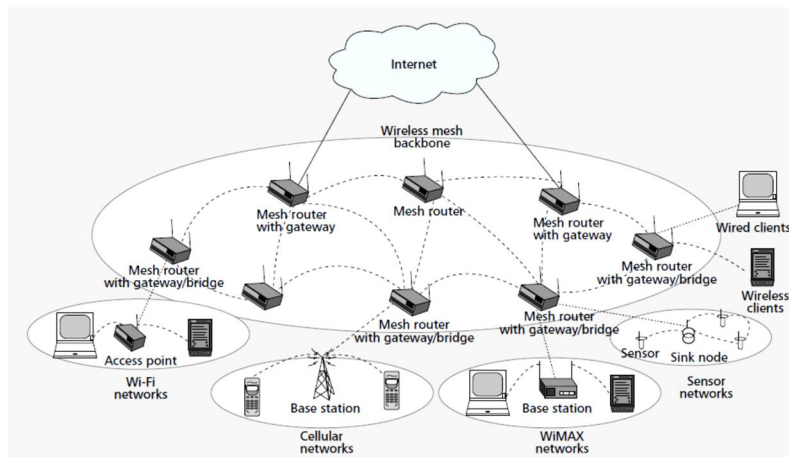 Internet
Wireless mesh
backbone
Mesh router
with gateway
Mesh router
Mesh router
with gateway
Wired clients
Mesh router
with gateway/bridge
Mesh router
with gateway/bridge
Wireless
clients
Mesh router
with gateway/bridge
Mesh router
with gateway/bridge
Access point
Wi-Fi
networks
Sensor
Sink node
Sensor
networks
Base station
Cellular
networks
Base station
WiMAX
networks